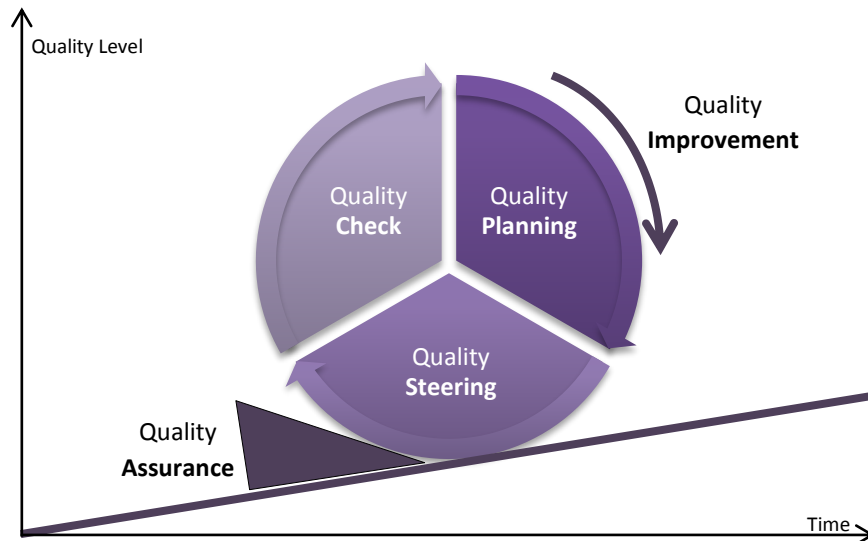 Quality Level
Quality
Improvement
Quality
Check
Quality
Planning
Quality
Steering
Quality
Assurance
Time